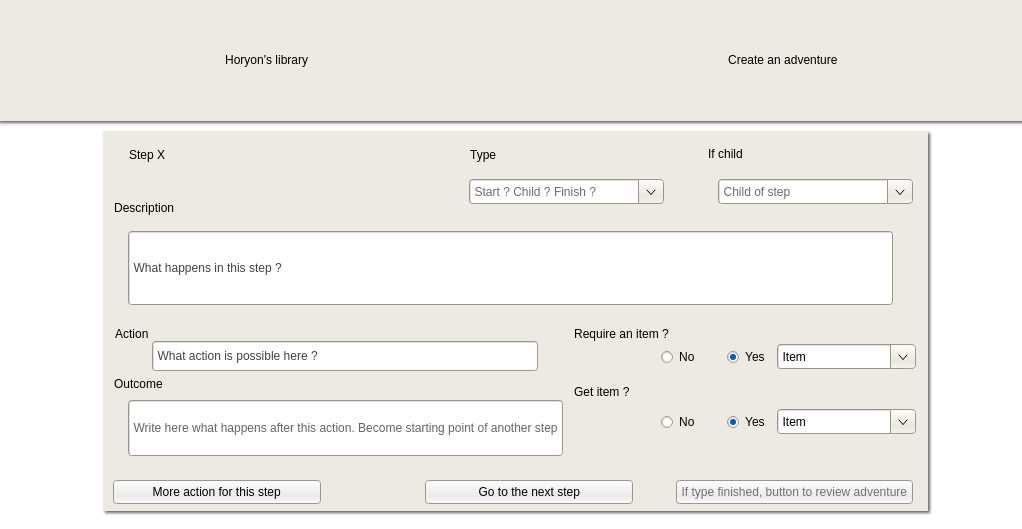 Horyon's library
Create an adventure
Step X
Type
If child
Start ? Child ? Finish ?
Child of step
Description
What happens in this step ?
Action
Require an item ?
What action is possible here ?
No
Yes
Item
Outcome
Get item ?
Write here what happens after this action. Become starting point of another step
No
Yes
Item
More action for this step
Go to the next step
If type finished, button to review adventure